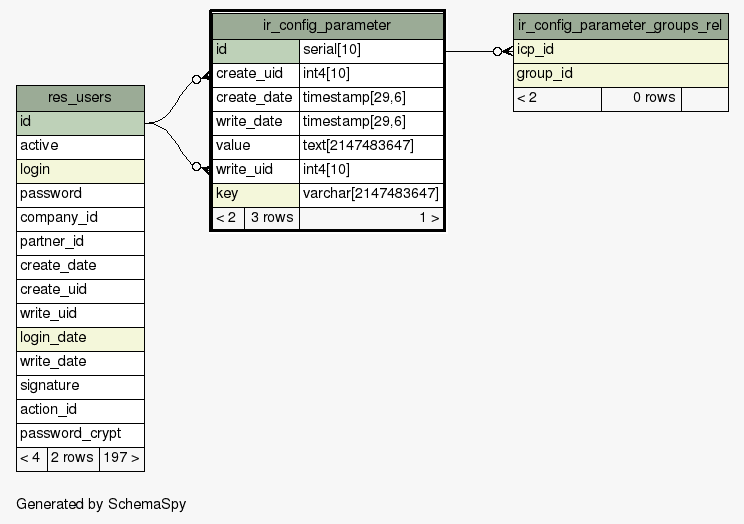 res_users
id
active
login
password
company_id
partner_id
create_date
create_uid
write_uid
login_date
write_date
signature
action_id
password_crypt
< 4 2 rows 197 >
ir_config_parameter
id serial[10]
create_uid int4[10]
create_date timestamp[29,6]
write_date timestamp[29,6]
value text[2147483647]
write_uid int4[10]
key varchar[2147483647]
< 2 3 rows 1 >
ir_config_parameter_groups_rel
icp_id
group_id
< 2 0 rows
Generated by SchemaSpy